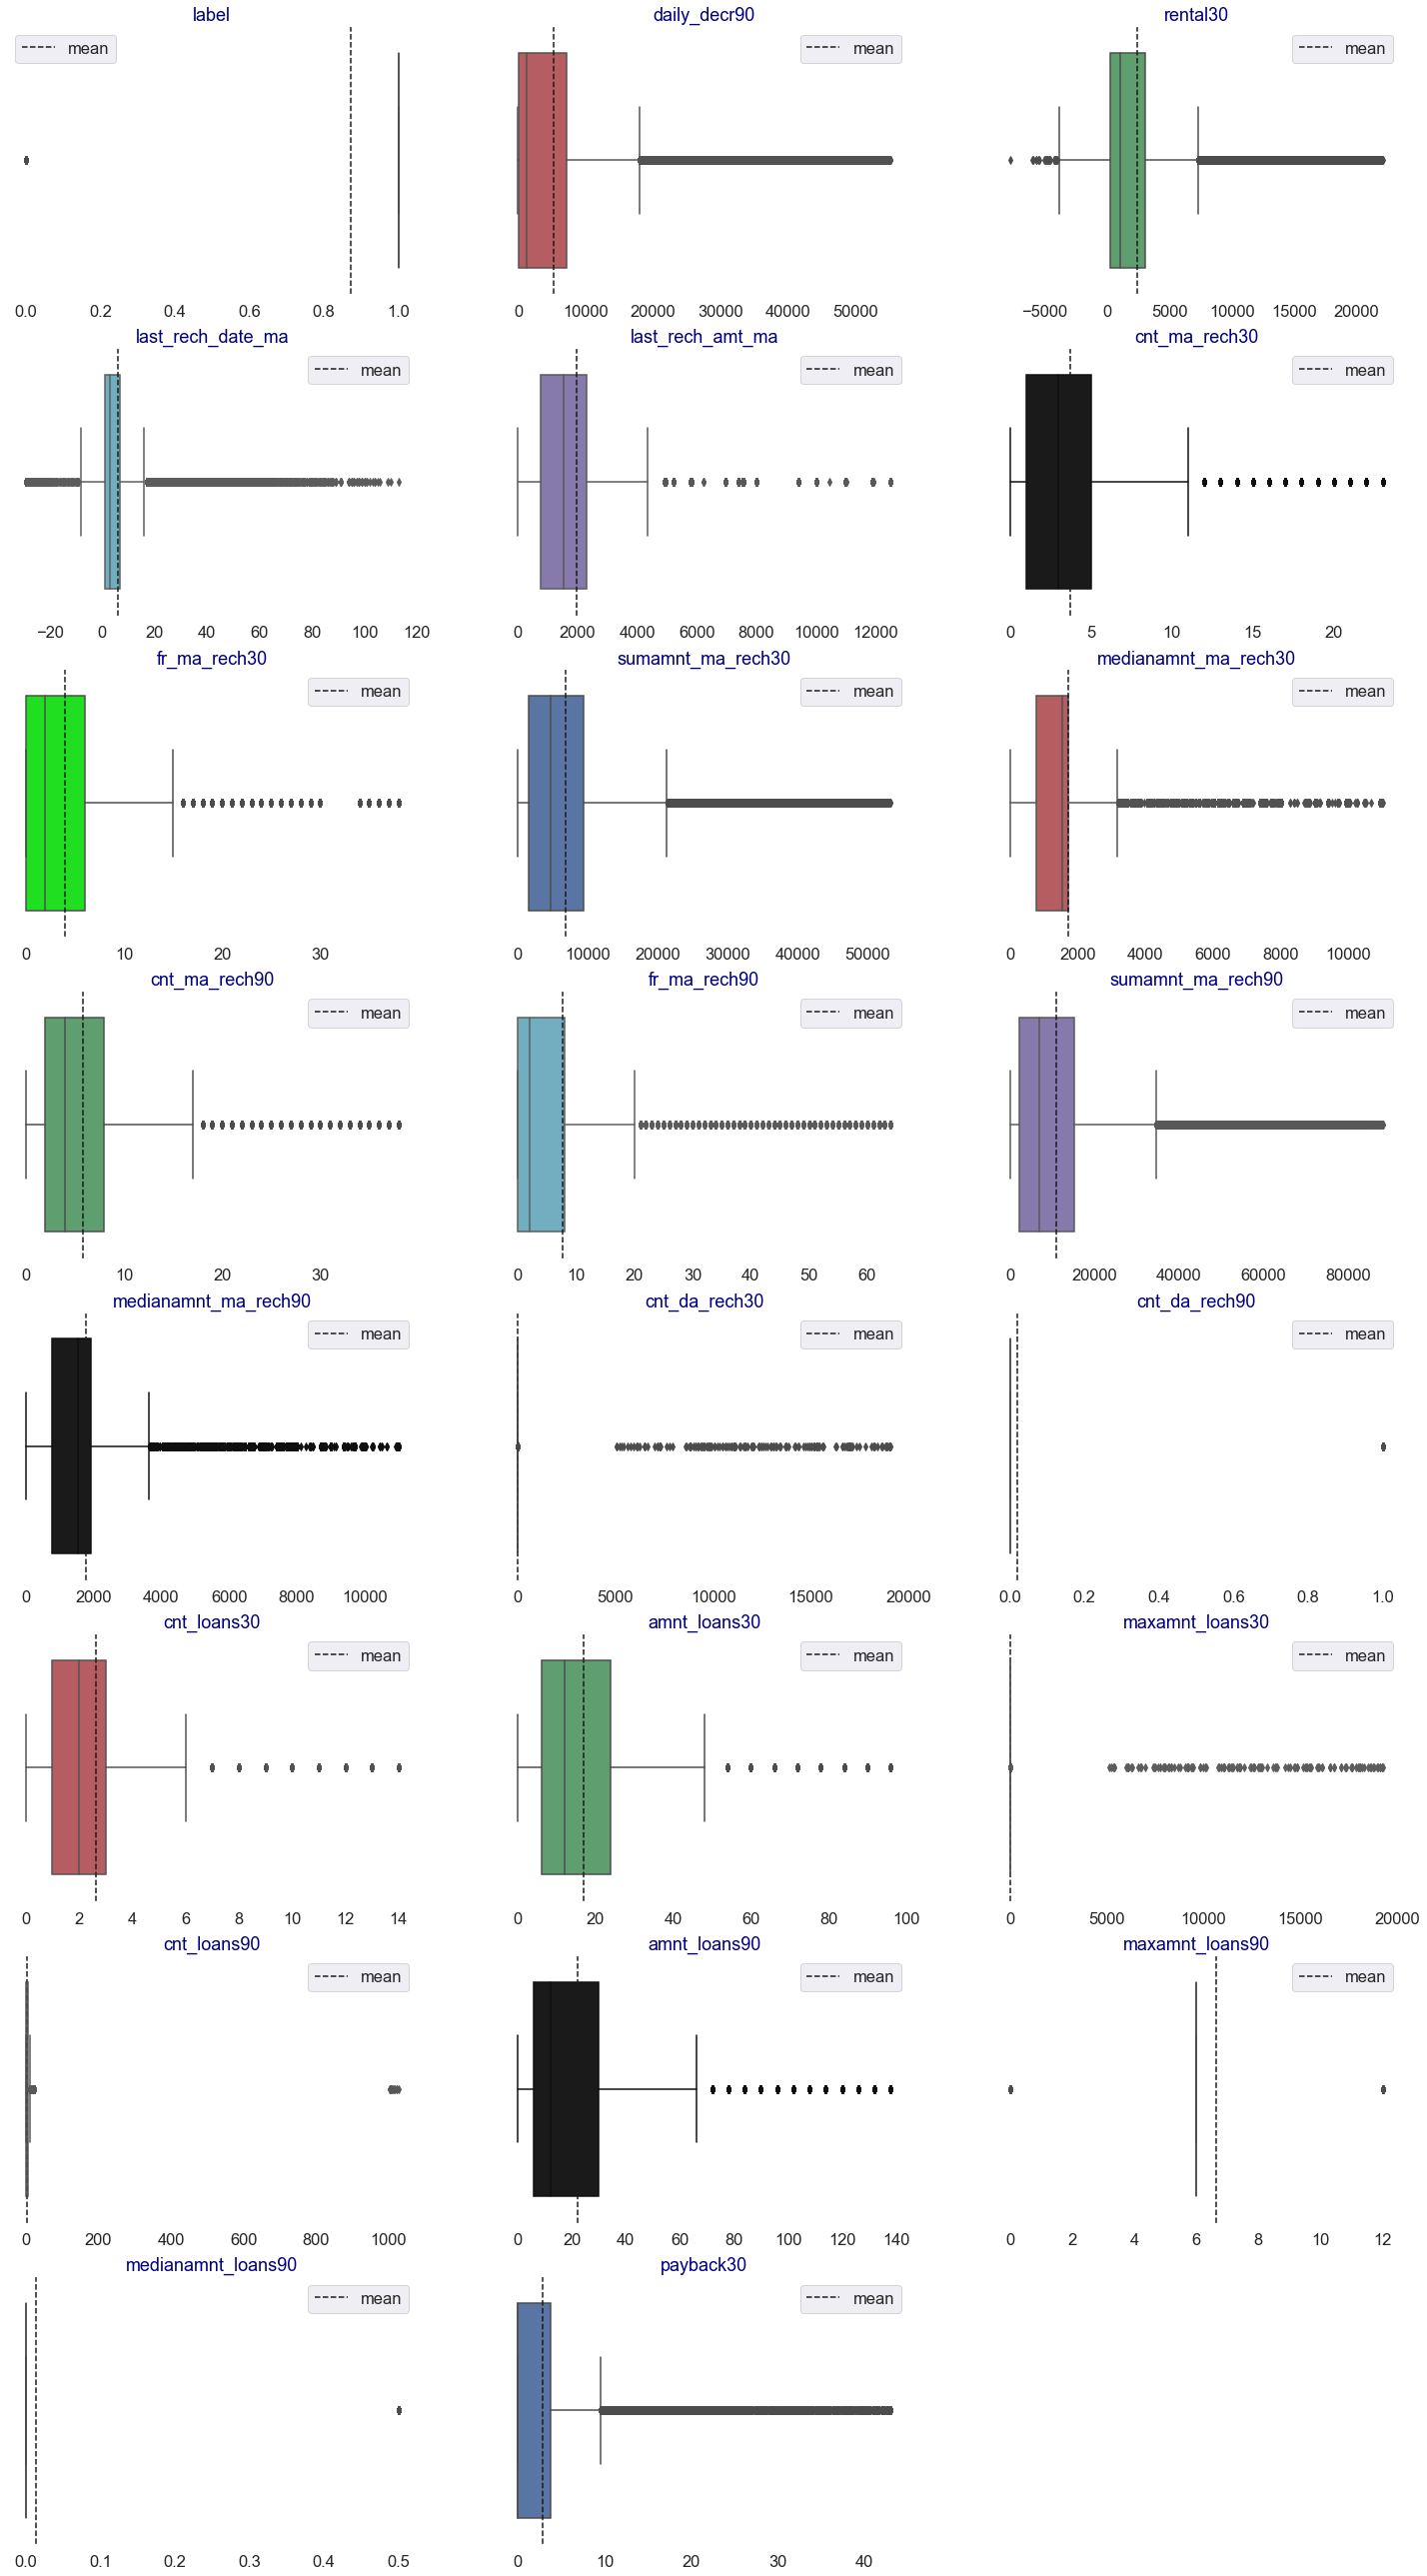 label daily_decr90 rental30
mean mean mean
0.0 0.2 0.4 0.6 0.8 1.0 0 10000 20000 30000 40000 50000 −5000 0 5000 10000 15000 20000
last_rech_date_ma last_rech_amt_ma cnt_ma_rech30
mean mean mean
−20 0 20 40 60 80 100 120 0 2000 4000 6000 8000 10000 12000 0 5 10 15 20
fr_ma_rech30 sumamnt_ma_rech30 medianamnt_ma_rech30
mean mean mean
0 10 20 30 0 10000 20000 30000 40000 50000 0 2000 4000 6000 8000 10000
cnt_ma_rech90 fr_ma_rech90 sumamnt_ma_rech90
mean mean mean
0 10 20 30 0 10 20 30 40 50 60 0 20000 40000 60000 80000
medianamnt_ma_rech90 cnt_da_rech30 cnt_da_rech90
mean mean mean
0 2000 4000 6000 8000 10000 0 5000 10000 15000 20000 0.0 0.2 0.4 0.6 0.8 1.0
cnt_loans30 amnt_loans30 maxamnt_loans30
mean mean mean
0 2 4 6 8 10 12 14 0 20 40 60 80 100 0 5000 10000 15000 20000
cnt_loans90 amnt_loans90 maxamnt_loans90
mean mean mean
0 200 400 600 800 1000 0 20 40 60 80 100 120 140 0 2 4 6 8 10 12
medianamnt_loans90 payback30
mean mean
0.0 0.1 0.2 0.3 0.4 0.5 0 10 20 30 40